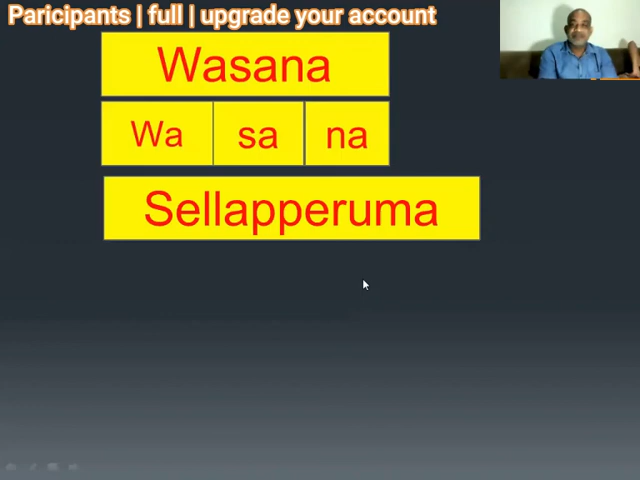 Paricipants | full | upgrade your account
Wasana
Wa sa na
Sellapperuma